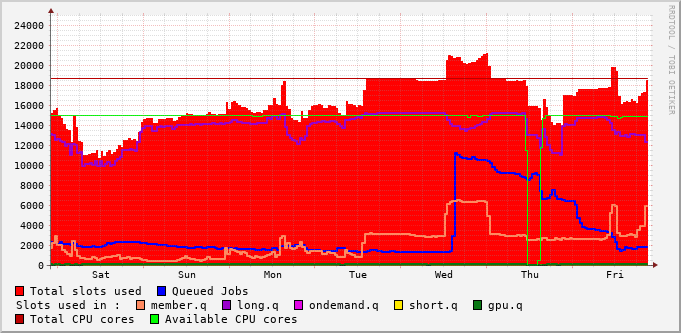 RRDTOOL / TOBI OETIKER
24000
22000
20000
18000
16000
14000
12000
10000
8000
6000
4000
2000
0
Sat Sun Mon Tue Wed Thu Fri
Total slots used Queued Jobs
Slots used in : member.q long.q ondemand.q short.q gpu.q
Total CPU cores Available CPU cores